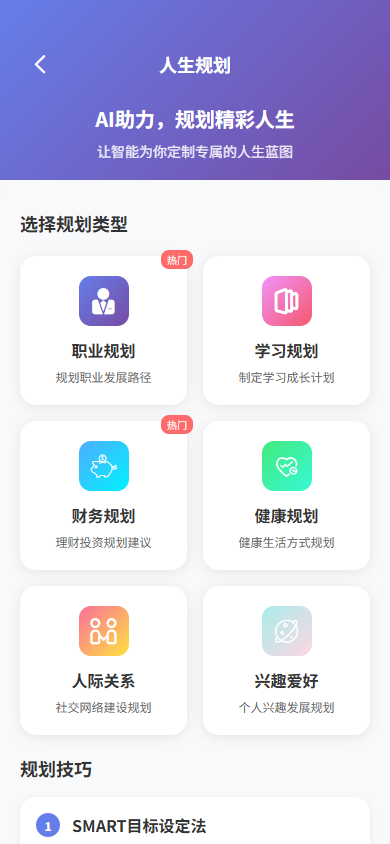 人生规划
AI助力，规划精彩人生
让智能为你定制专属的人生蓝图
选择规划类型
热门
职业规划
规划职业发展路径
学习规划
制定学习成长计划
热门
财务规划
理财投资规划建议
健康规划
健康生活方式规划
人际关系
社交网络建设规划
兴趣爱好
个人兴趣发展规划
规划技巧
1 SMART目标设定法